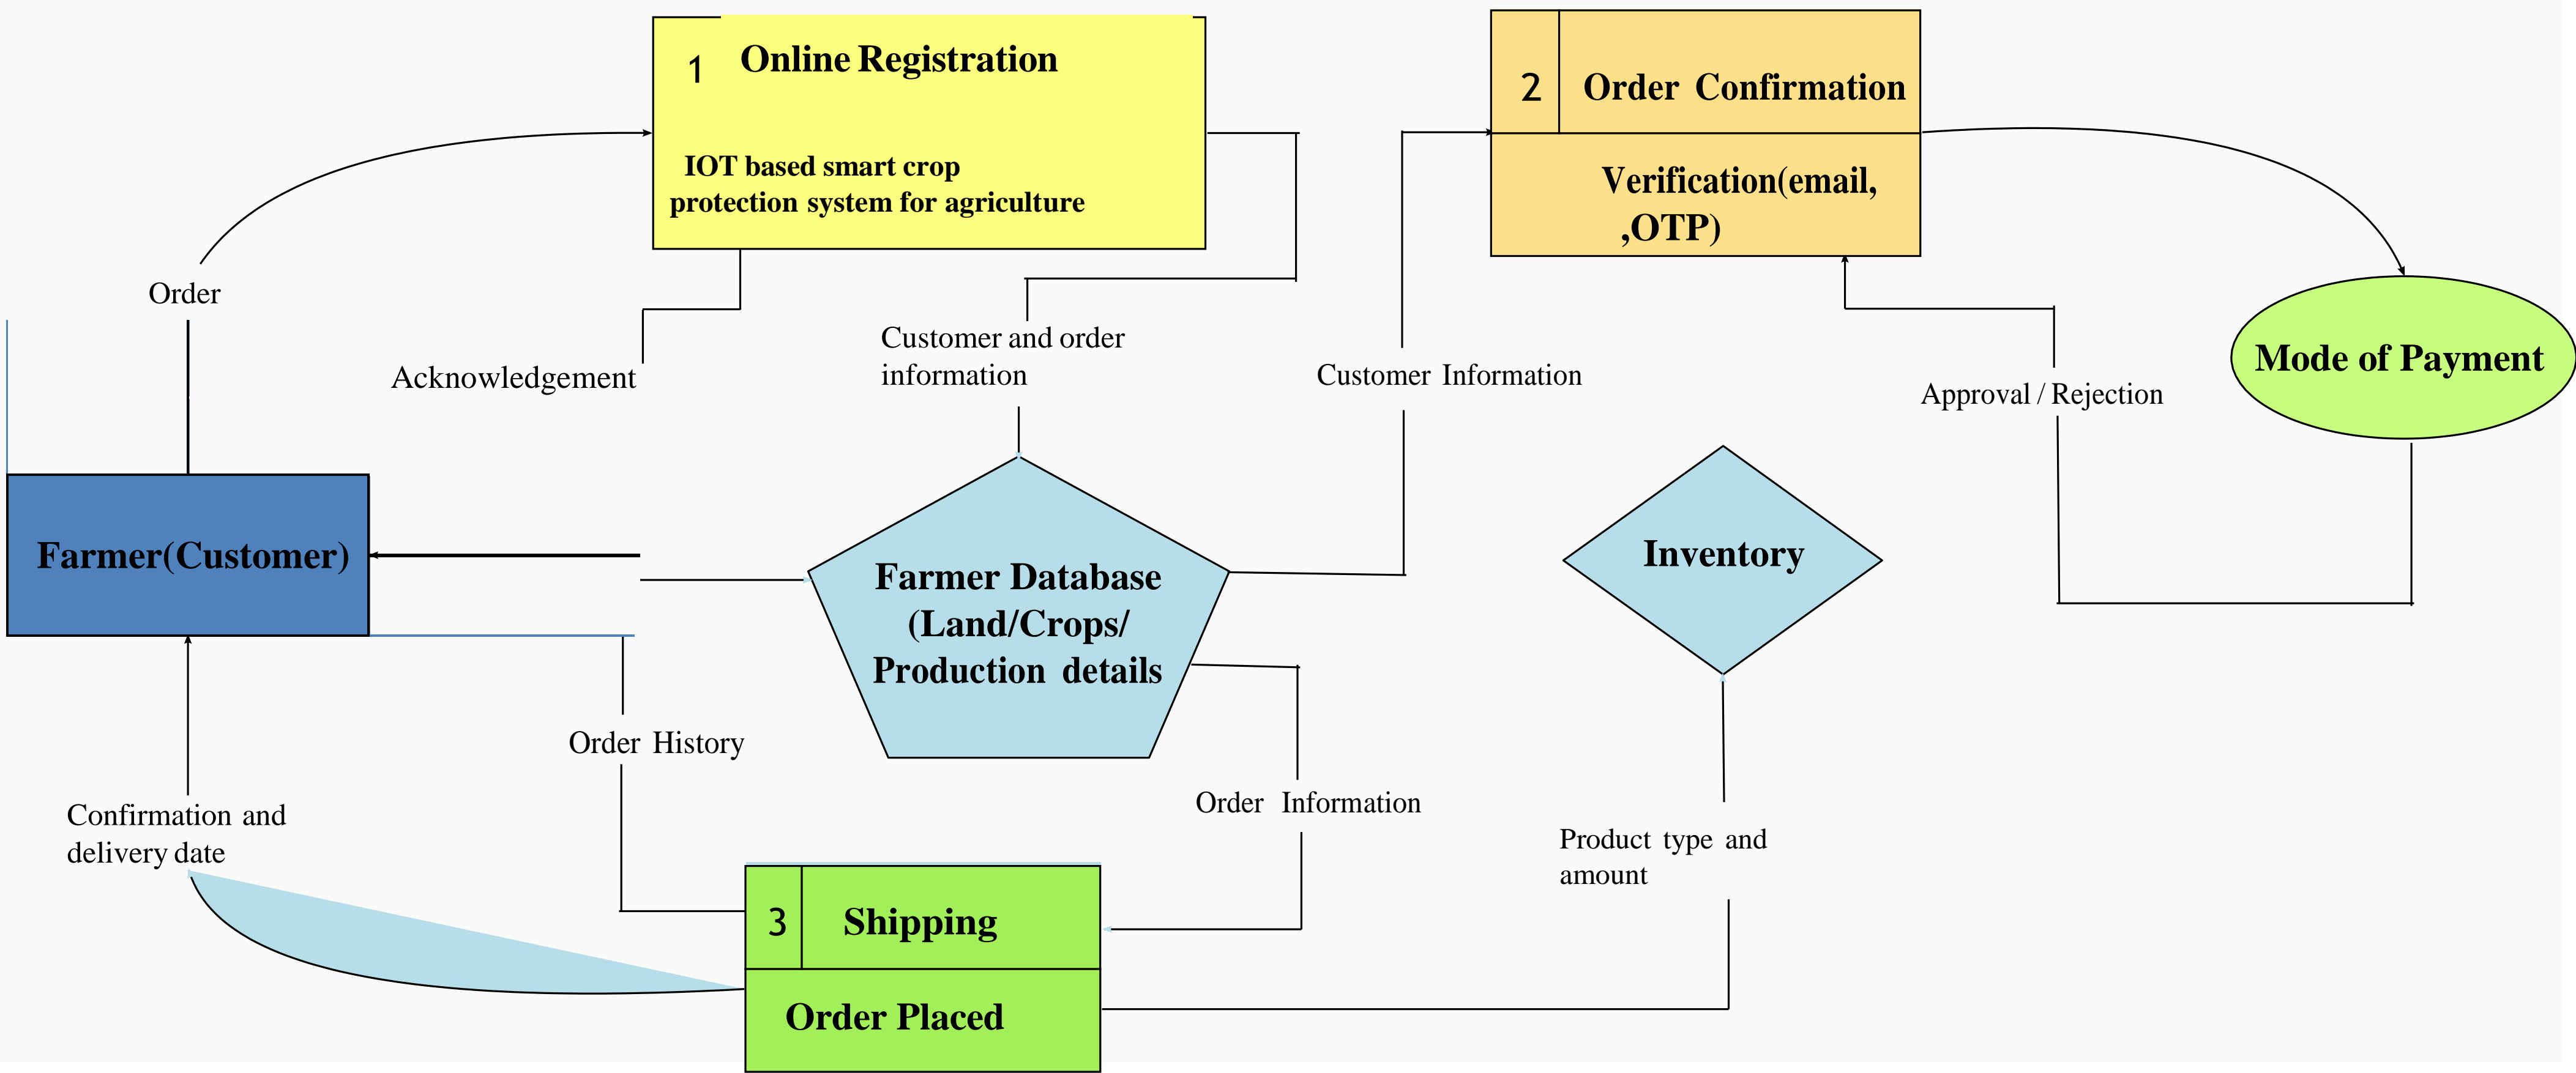 1 Online Registration
IOT based smart crop
protection system for agriculture
2 Order Confirmation
Verification(email,
,OTP)
Order
Acknowledgement
Customer and order
information
Customer Information
Approval / Rejection
Mode of Payment
Farmer(Customer)
Farmer Database
(Land/Crops/
Production details
Inventory
Order History
Order Information
Confirmation and
delivery date
Product type and
amount
3 Shipping
Order Placed